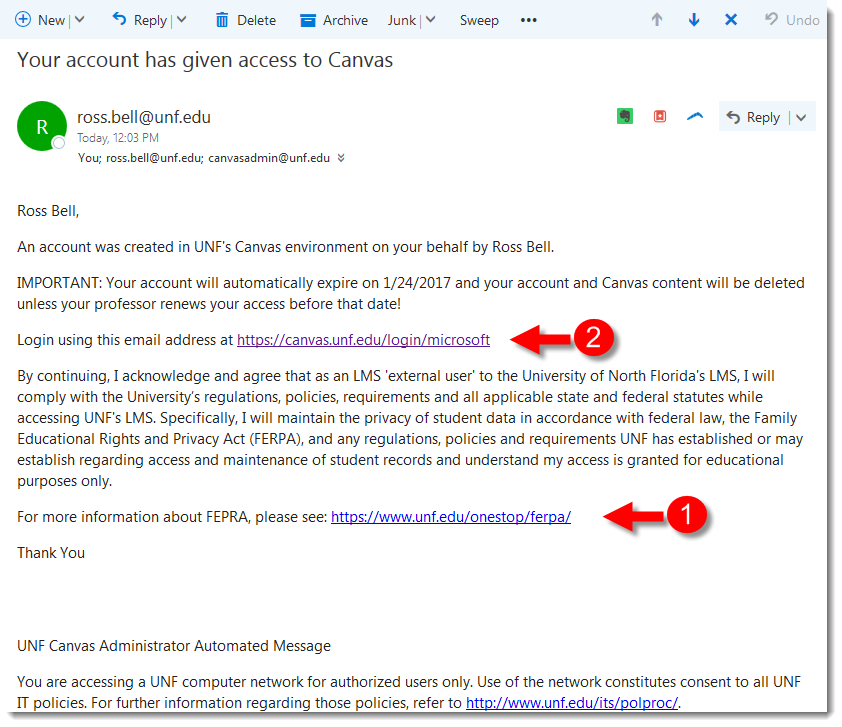 New Reply Delete Archive Junk Sweep ••• Undo
Your account has given access to Canvas
R
ross.bell@unf.edu
Reply
Today, 12:03 PM
You; ross.bell@unf.edu; canvasadmin@unf.edu
Ross Bell,
An account was created in UNF's Canvas environment on your behalf by Ross Bell.
IMPORTANT: Your account will automatically expire on 1/24/2017 and your account and Canvas content will be deleted
unless your professor renews your access before that date!
Login using this email address at https://canvas.unf.edu/login/microsoft
2
By continuing, I acknowledge and agree that as an LMS 'external user' to the University of North Florida's LMS, I will
comply with the University's regulations, policies, requirements and all applicable state and federal statutes while
accessing UNF's LMS. Specifically, I will maintain the privacy of student data in accordance with federal law, the Family
Educational Rights and Privacy Act (FERPA), and any regulations, policies and requirements UNF has established or may
establish regarding access and maintenance of student records and understand my access is granted for educational
purposes only.
For more information about FEPRA, please see: https://www.unf.edu/onestop/ferpa/
1
Thank You
UNF Canvas Administrator Automated Message
You are accessing a UNF computer network for authorized users only. Use of the network constitutes consent to all UNF
IT policies. For further information regarding those policies, refer to http://www.unf.edu/its/polproc/.